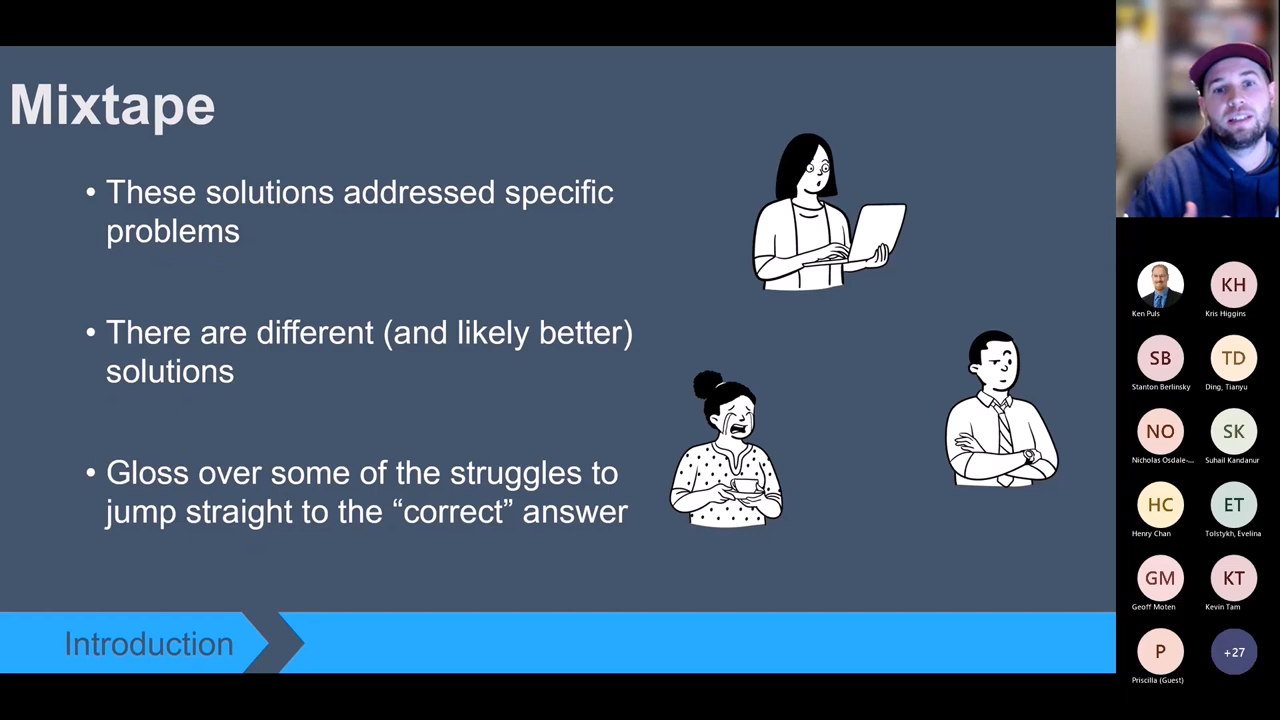 Mixtape
• These solutions addressed specific
problems
• There are different (and likely better)
solutions
• Gloss over some of the struggles to
jump straight to the “correct” answer
Introduction
Ken Puls
KH
Kris Higgins
SB
Stanton Berlinsky
TD
Ding, Tianyu
NO
Nicholas Osdale-...
SK
Suhail Kandanur
HC
Henry Chan
ET
Tolstykh, Evelina
GM
Geoff Moten
KT
Kevin Tam
P
Priscilla (Guest)
+27